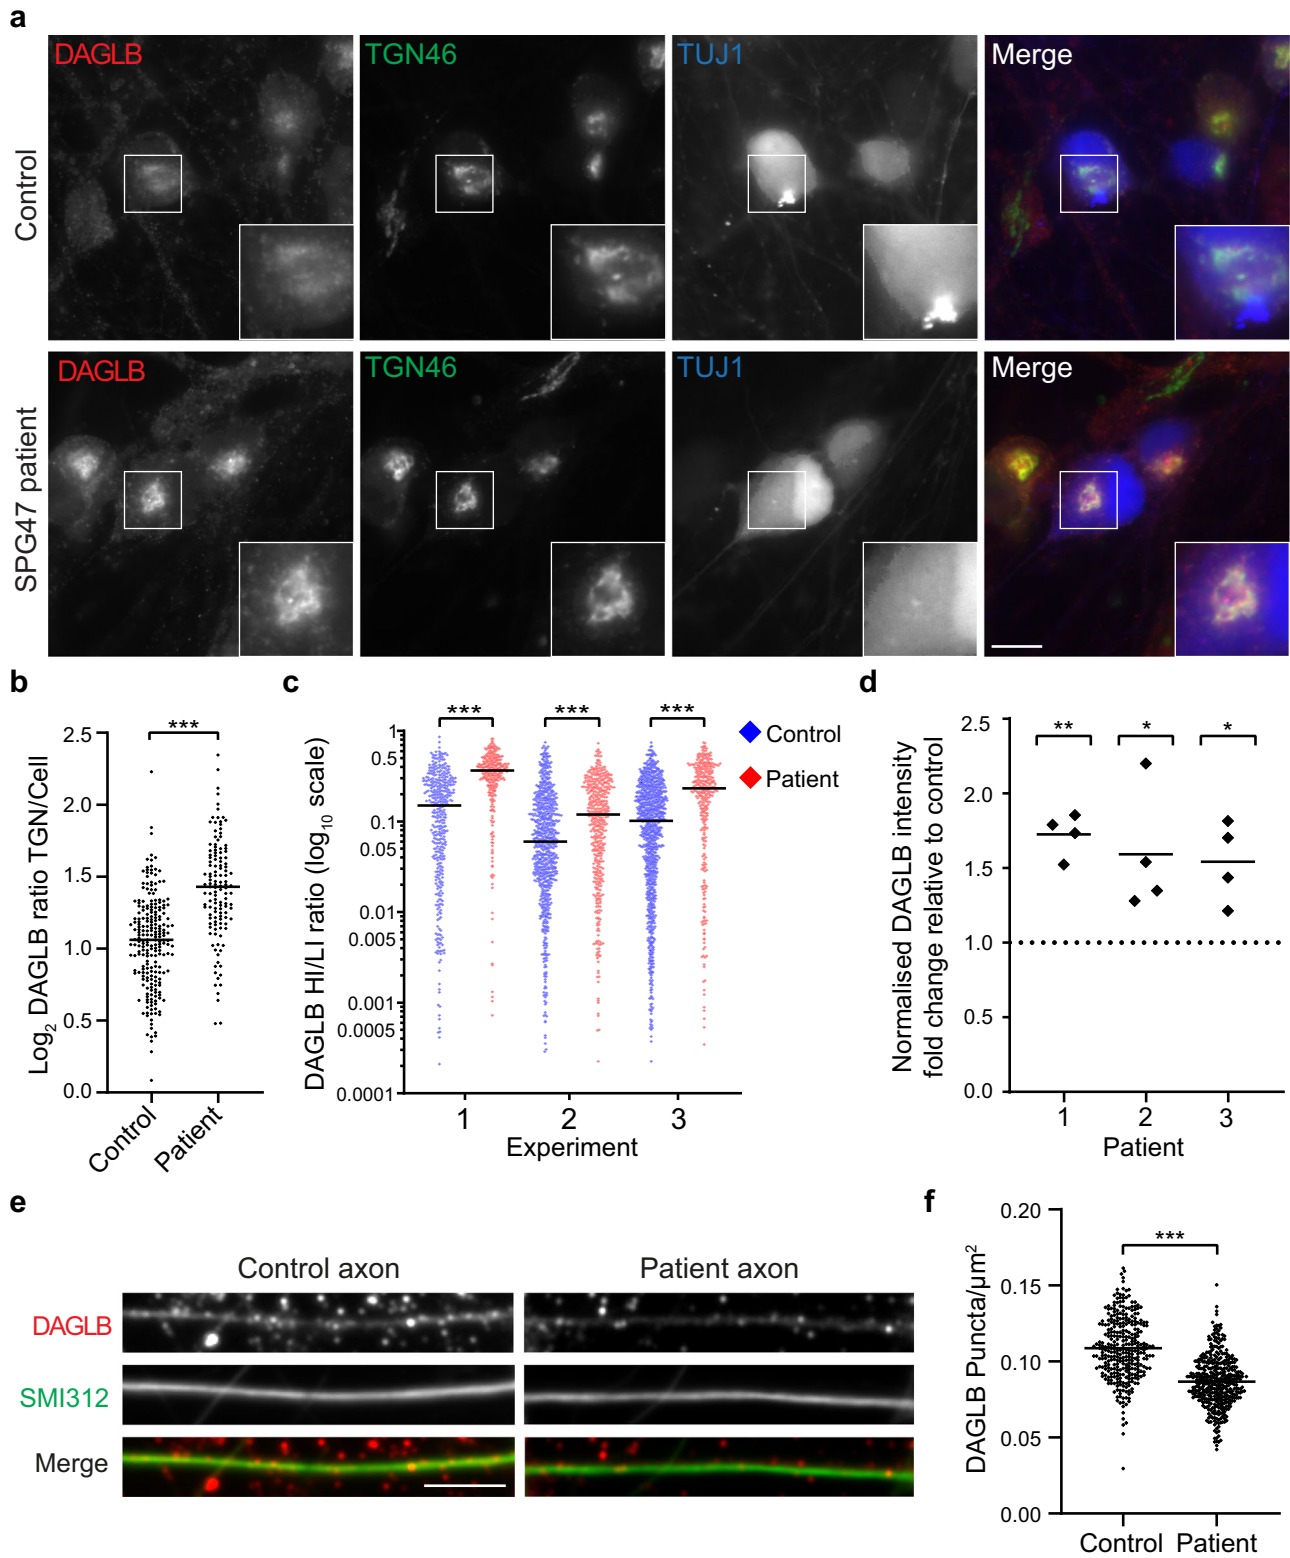 a
DAGLB
TGN46
TUJ1
Merge
Control
DAGLB
TGN46
TUJ1
Merge
SPG47 patient
b
Log2 DAGLB ratio TGN/Cell
2.5
2.0
1.5
1.0
0.5
0.0
***
Control
Patient
c
DAGLB HI/LI ratio (log10 scale)
1
0.5
0.1
0.05
0.01
0.005
0.001
0.0005
0.0001
***
***
***
Control
Patient
1
2
3
Experiment
d
Normalised DAGLB intensity
fold change relative to control
2.5
2.0
1.5
1.0
0.5
0.0
**
*
*
1
2
3
Patient
e
Control axon
Patient axon
DAGLB
SMI312
Merge
f
DAGLB Puncta/μm²
0.20
0.15
0.10
0.05
0.00
***
Control
Patient